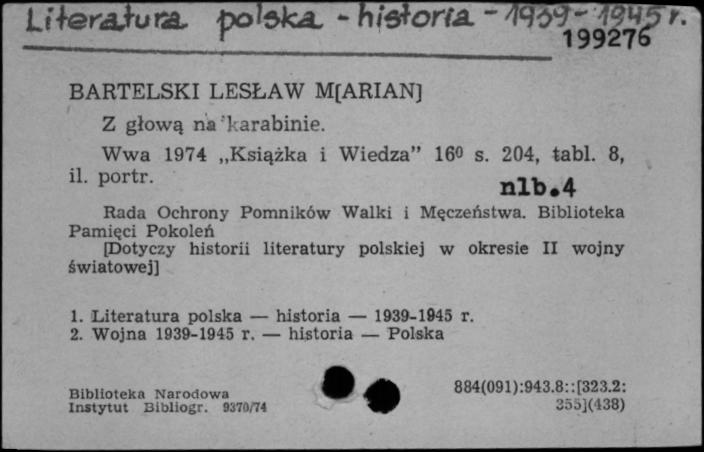 Literatura polska - historia - 1939-1945 r.
199276
BARTELSKI LESŁAW M[ARIAN]
Z głową na karabinie.
Wwa 1974 „Książka i Wiedza" 16⁰ s. 204, tabl. 8,
il. portr.
nlb.4
Rada Ochrony Pomników Walki i Męczeństwa. Biblioteka
Pamięci Pokoleń
[Dotyczy historii literatury polskiej w okresie II wojny
światowej]
1. Literatura polska — historia — 1939-1945 r.
2. Wojna 1939-1945 r. — historia — Polska
Biblioteka Narodowa
Instytut Bibliogr. 9370/74
884(091):943.8::[323.2:
355](438)